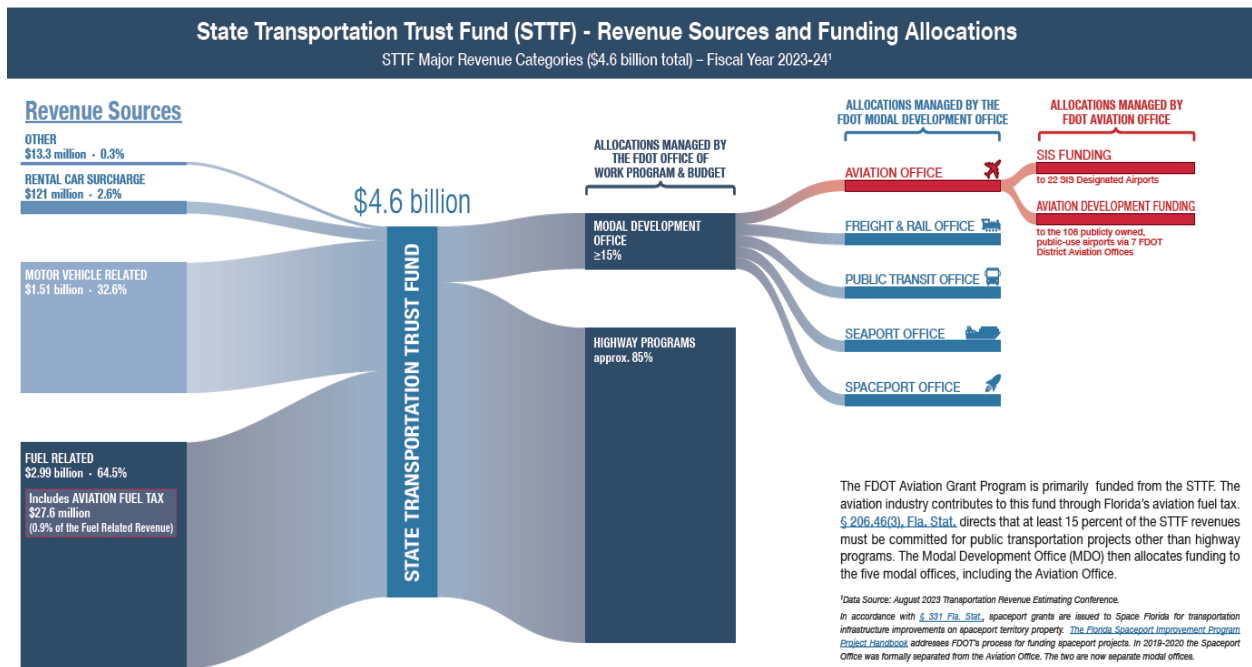 State Transportation Trust Fund (STTF) - Revenue Sources and Funding Allocations
STTF Major Revenue Categories ($4.6 billion total) – Fiscal Year 2023-24¹
Revenue Sources
OTHER
$13.3 million · 0.3%
RENTAL CAR SURCHARGE
$121 million · 2.6%
MOTOR VEHICLE RELATED
$1.51 billion · 32.6%
FUEL RELATED
$2.99 billion · 64.5%
Includes AVIATION FUEL TAX
$27.6 million
(0.9% of the Fuel Related Revenue)
$4.6 billion
STATE TRANSPORTATION TRUST FUND
ALLOCATIONS MANAGED BY
THE FDOT OFFICE OF
WORK PROGRAM & BUDGET
MODAL DEVELOPMENT
OFFICE
≥15%
HIGHWAY PROGRAMS
approx. 85%
ALLOCATIONS MANAGED BY THE
FDOT MODAL DEVELOPMENT OFFICE
AVIATION OFFICE
FREIGHT & RAIL OFFICE
PUBLIC TRANSIT OFFICE
SEAPORT OFFICE
SPACEPORT OFFICE
ALLOCATIONS MANAGED BY
FDOT AVIATION OFFICE
SIS FUNDING
to 22 SIS Designated Airports
AVIATION DEVELOPMENT FUNDING
to the 106 publicly owned,
public-use airports via 7 FDOT
District Aviation Offices
The FDOT Aviation Grant Program is primarily funded from the STTF. The
aviation industry contributes to this fund through Florida's aviation fuel tax.
§ 206.46(3), Fla. Stat. directs that at least 15 percent of the STTF revenues
must be committed for public transportation projects other than highway
programs. The Modal Development Office (MDO) then allocates funding to
the five modal offices, including the Aviation Office.
¹Data Source: August 2023 Transportation Revenue Estimating Conference.
In accordance with § 331 Fla. Stat., spaceport grants are issued to Space Florida for transportation
infrastructure improvements on spaceport territory property. The Florida Spaceport Improvement Program
Project Handbook addresses FDOT's process for funding spaceport projects. In 2019-2020 the Spaceport
Office was formally separated from the Aviation Office. The two are now separate modal offices.